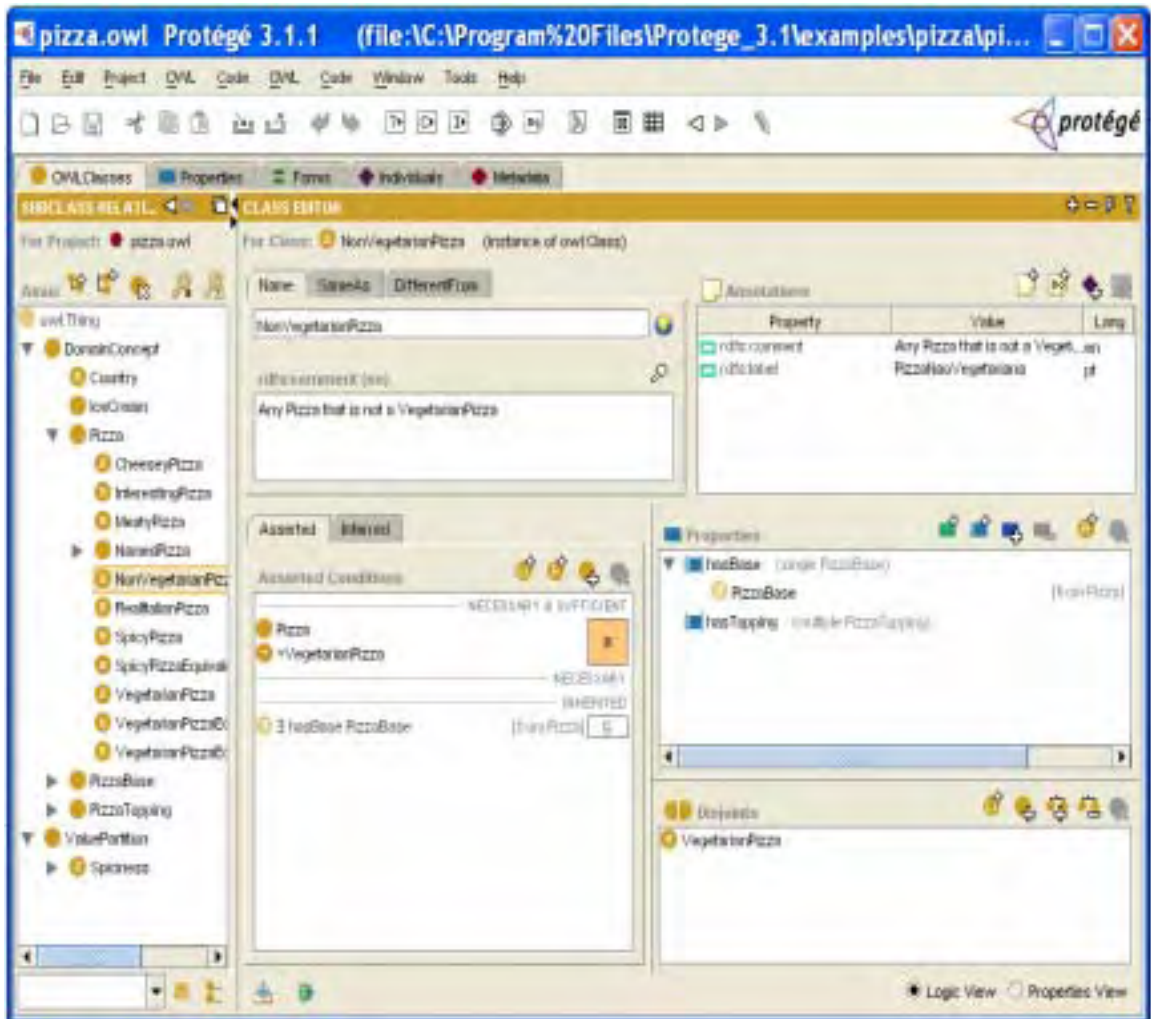 pizza.owl Protégé 3.1.1 (file:\C:\Program%20Files\Protege_3.1\examples\pizza\pi...
File Edit Project OWL Code OWL Code Window Tools Help
protégé
OWLClasses Properties Forms Individuals Metadata
SUBCLASS RELATI... CLASS EDITOR
For Project: pizza.owl
For Class: NonVegetarianPizza (instance of owl:Class)
owl:Thing
DomainConcept
Country
IceCream
Pizza
CheeseyPizza
InterestingPizza
MeatyPizza
NamedPizza
NonVegetarianPiz
RealItalianPizza
SpicyPizza
SpicyPizzaEquival
VegetarianPizza
VegetarianPizzaE
VegetarianPizzaE
PizzaBase
PizzaTopping
ValuePartition
Spiciness
Name SameAs DifferentFrom
NonVegetarianPizza
rdfs:comment (en)
Any Pizza that is not a VegetarianPizza
Annotations
Property Value Lang
rdfs:comment Any Pizza that is not a Veget... en
rdfs:label PizzaNaoVegetariana pt
Asserted Inferred
Asserted Conditions
NECESSARY & SUFFICIENT
Pizza
¬VegetarianPizza
NECESSARY
INHERITED
∃ hasBase PizzaBase [from Pizza]
Properties
hasBase (single PizzaBase)
PizzaBase [from Pizza]
hasTopping (multiple PizzaTopping)
Disjoints
VegetarianPizza
Logic View Properties View